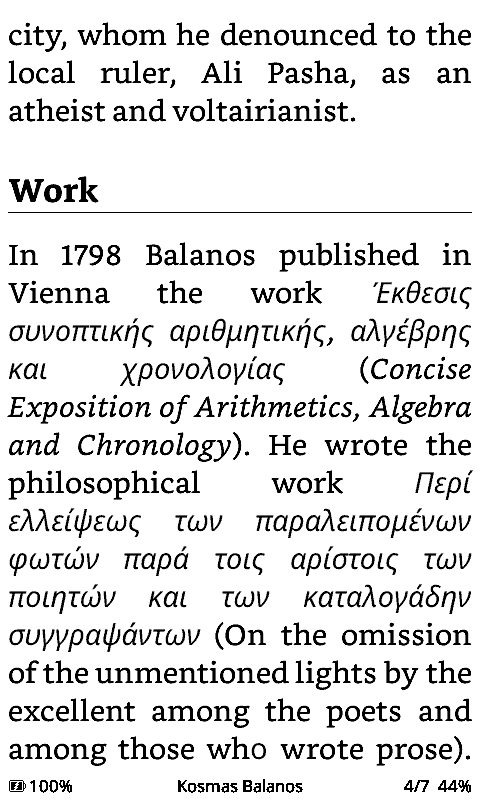 city, whom he denounced to the
local ruler, Ali Pasha, as an
atheist and voltairianist.
Work
In 1798 Balanos published in
Vienna the work Έκθεσις
συνοπτικής αριθμητικής, αλγέβρης
και χρονολογίας (Concise
Exposition of Arithmetics, Algebra
and Chronology). He wrote the
philosophical work Περί
ελλείψεως των παραλειπομένων
φωτών παρά τοις αρίστοις των
ποιητών και των καταλογάδην
συγγραψάντων (On the omission
of the unmentioned lights by the
excellent among the poets and
among those who wrote prose).
100% Kosmas Balanos 4/7 44%